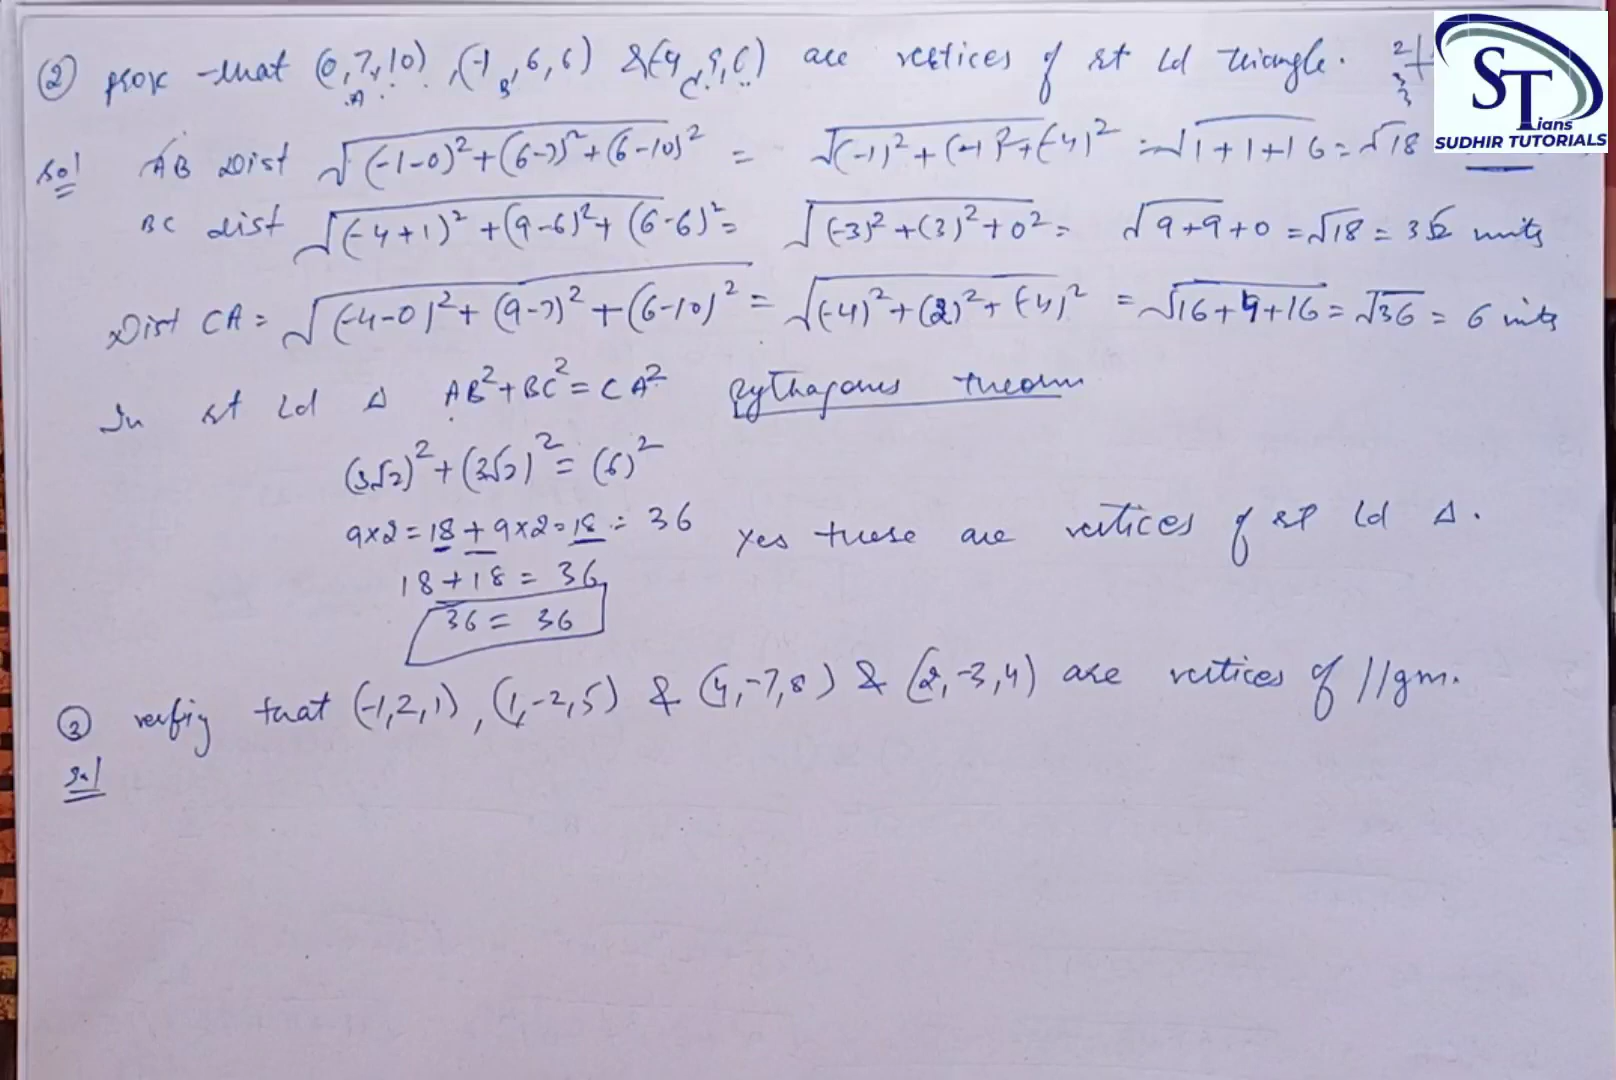 ② prove that (0,7,10), (-1,6,6) & (-4,9,6) are vertices of rt ∠d triangle.
A B C
Sol AB Dist √(-1-0)²+(6-7)²+(6-10)² = √(-1)²+(-1)²+(-4)² = √1+1+16 = √18
BC dist √(-4+1)²+(9-6)²+(6-6)² = √(-3)²+(3)²+0² = √9+9+0 = √18 = 3√2 units
Dist CA = √(-4-0)²+(9-7)²+(6-10)² = √(-4)²+(2)²+(-4)² = √16+4+16 = √36 = 6 units
In rt ∠d Δ AB²+BC² = CA² pythagorus theorm
(3√2)²+(3√2)² = (6)²
9×2=18 + 9×2=18 = 36 Yes these are vertices of rt ∠d Δ.
18+18 = 36
36 = 36
③ verfiy that (-1,2,1), (1,-2,5) & (4,-7,8) & (2,-3,4) are vertices of //gm.
Sol
ST
ians
SUDHIR TUTORIALS